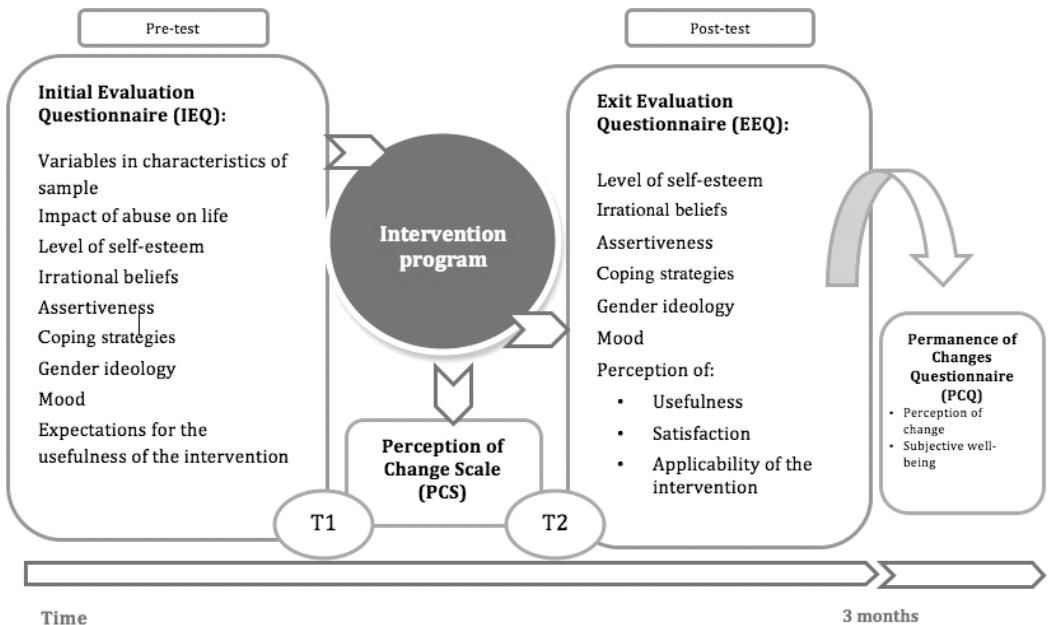 Pre-test
Post-test
Initial Evaluation
Questionnaire (IEQ):
Variables in characteristics of
sample
Impact of abuse on life
Level of self-esteem
Irrational beliefs
Assertiveness
Coping strategies
Gender ideology
Mood
Expectations for the
usefulness of the intervention
Intervention
program
Perception of
Change Scale
(PCS)
T1
T2
Exit Evaluation
Questionnaire (EEQ):
Level of self-esteem
Irrational beliefs
Assertiveness
Coping strategies
Gender ideology
Mood
Perception of:
• Usefulness
• Satisfaction
• Applicability of the
intervention
Permanence of
Changes
Questionnaire
(PCQ)
• Perception of
change
• Subjective well-
being
Time
3 months